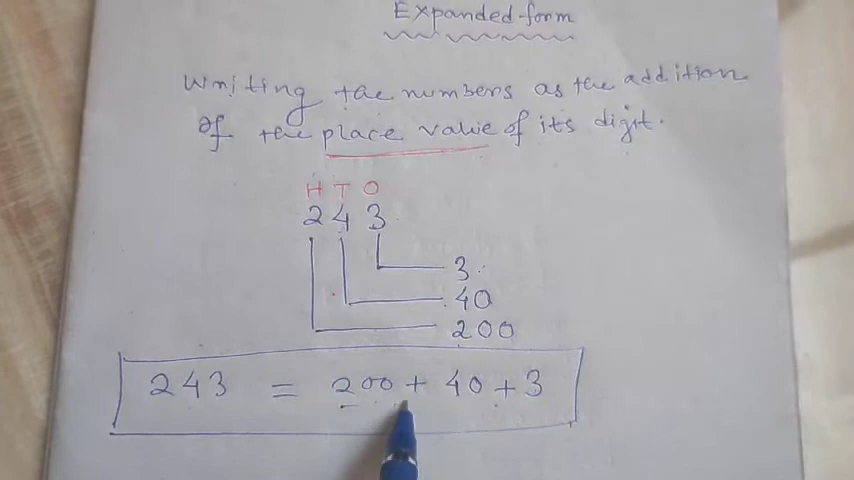 Expanded form
Writing the numbers as the addition
of the place value of its digit.
H T O
2 4 3
3.
40
200
243 = 200 + 40 + 3